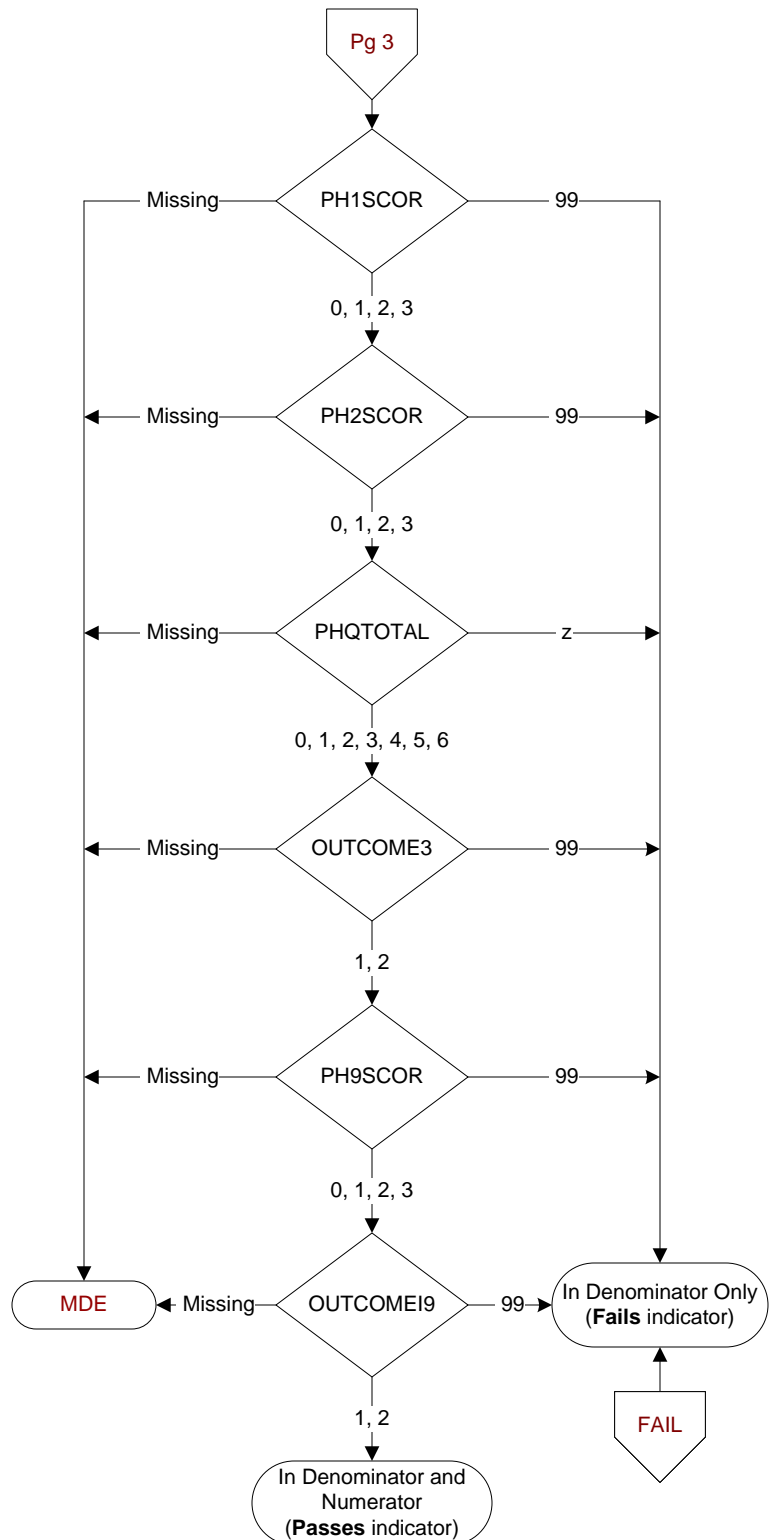 Pg 3
PH1SCOR
Missing
99
0, 1, 2, 3
PH2SCOR
Missing
99
0, 1, 2, 3
PHQTOTAL
Missing
z
0, 1, 2, 3, 4, 5, 6
OUTCOME3
Missing
99
1, 2
PH9SCOR
Missing
99
0, 1, 2, 3
MDE
Missing
OUTCOMEI9
99
In Denominator Only
(Fails indicator)
1, 2
FAIL
In Denominator and
Numerator
(Passes indicator)